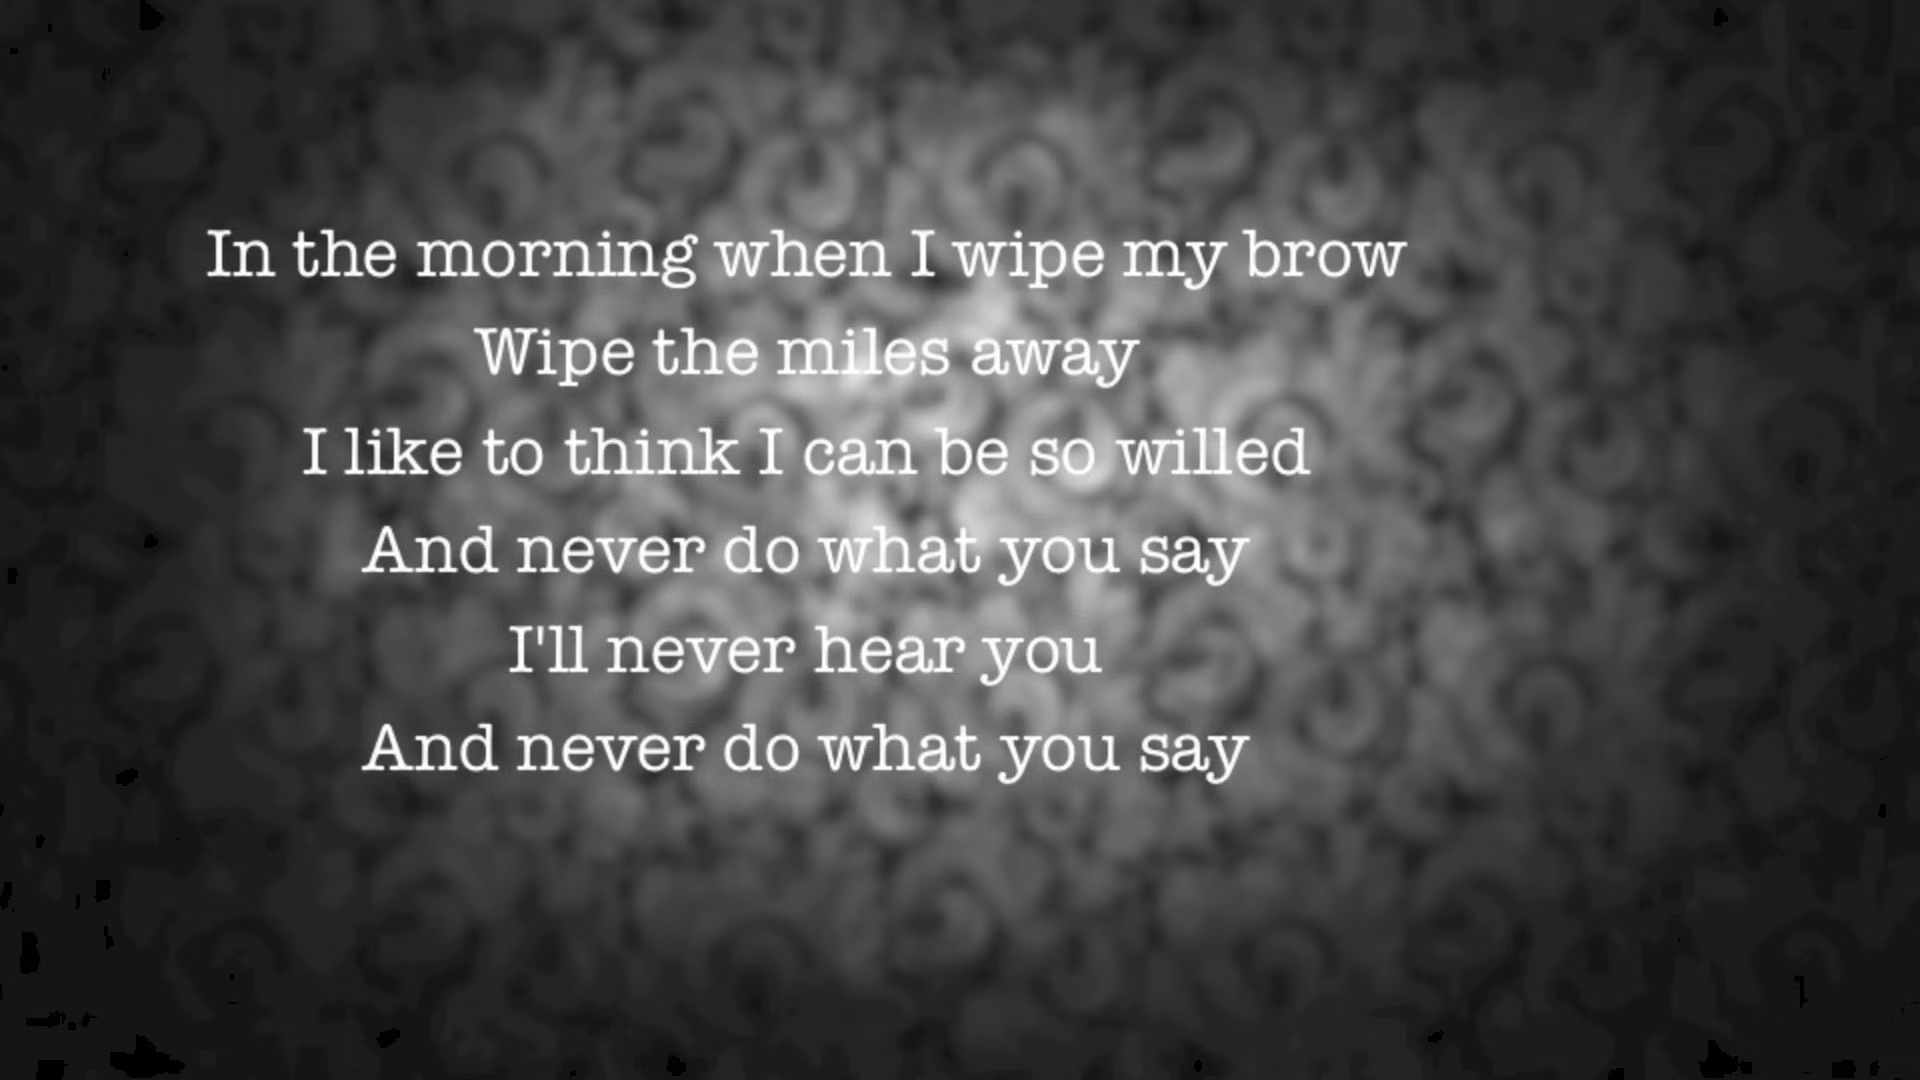 In the morning when I wipe my brow
Wipe the miles away
I like to think I can be so willed
And never do what you say
I'll never hear you
And never do what you say